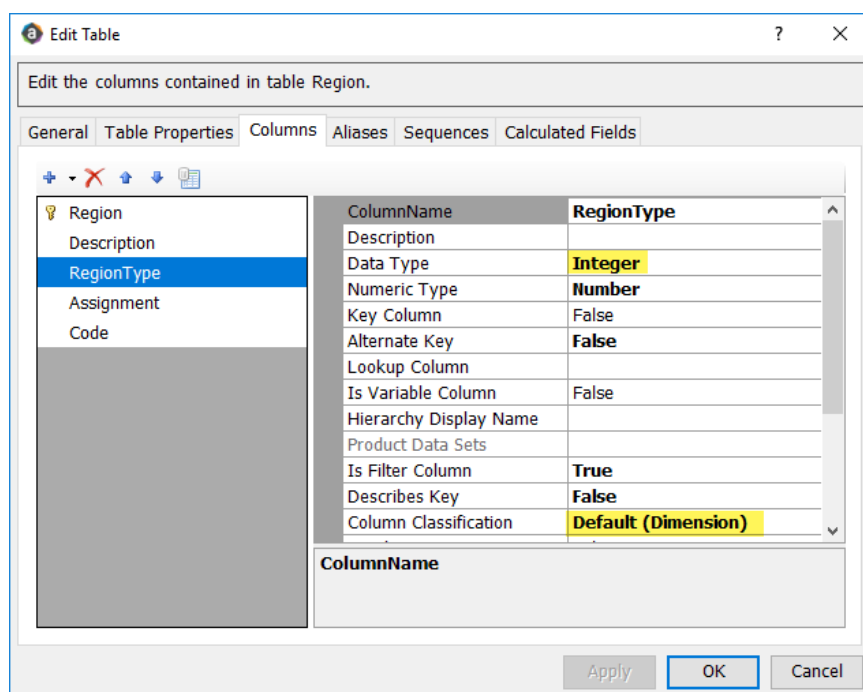 Edit Table ?
Edit the columns contained in table Region.
General Table Properties Columns Aliases Sequences Calculated Fields
Region
Description
RegionType
Assignment
Code
ColumnName RegionType
Description
Data Type Integer
Numeric Type Number
Key Column False
Alternate Key False
Lookup Column
Is Variable Column False
Hierarchy Display Name
Product Data Sets
Is Filter Column True
Describes Key False
Column Classification Default (Dimension)
ColumnName
Apply OK Cancel